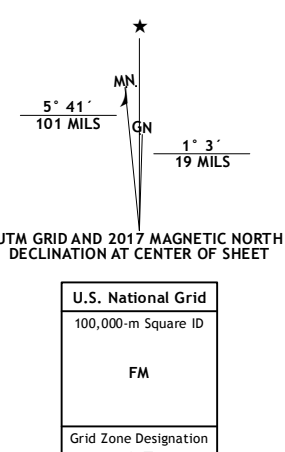 ★
MN
GN
5° 41´
101 MILS
1° 3´
19 MILS
UTM GRID AND 2017 MAGNETIC NORTH
DECLINATION AT CENTER OF SHEET
U.S. National Grid
100,000-m Square ID
FM
Grid Zone Designation